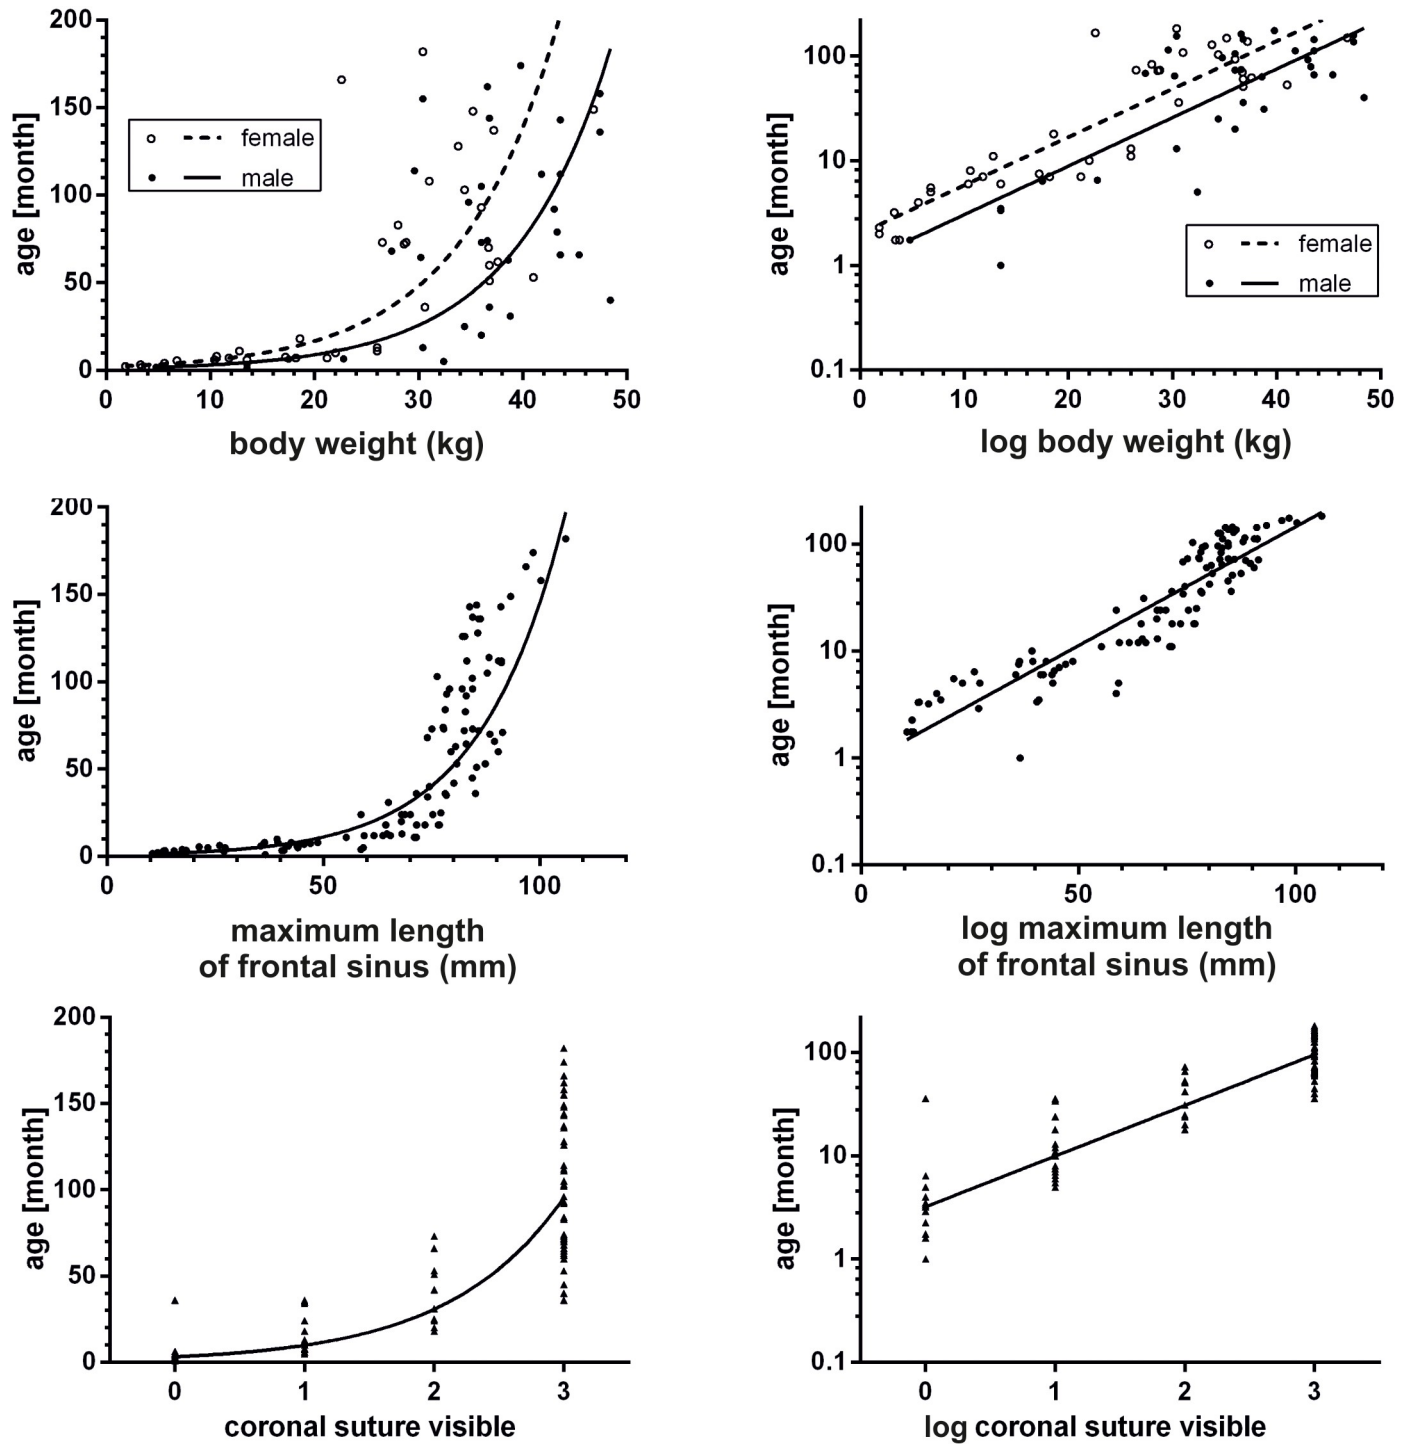 200
150
100
50
0
age [month]
female
male
0 10 20 30 40 50
body weight (kg)
100
10
1
0.1
age [month]
female
male
0 10 20 30 40 50
log body weight (kg)
200
150
100
50
0
age [month]
0 50 100
maximum length
of frontal sinus (mm)
100
10
1
0.1
age [month]
0 50 100
log maximum length
of frontal sinus (mm)
200
150
100
50
0
age [month]
0 1 2 3
coronal suture visible
100
10
1
0.1
age [month]
0 1 2 3
log coronal suture visible